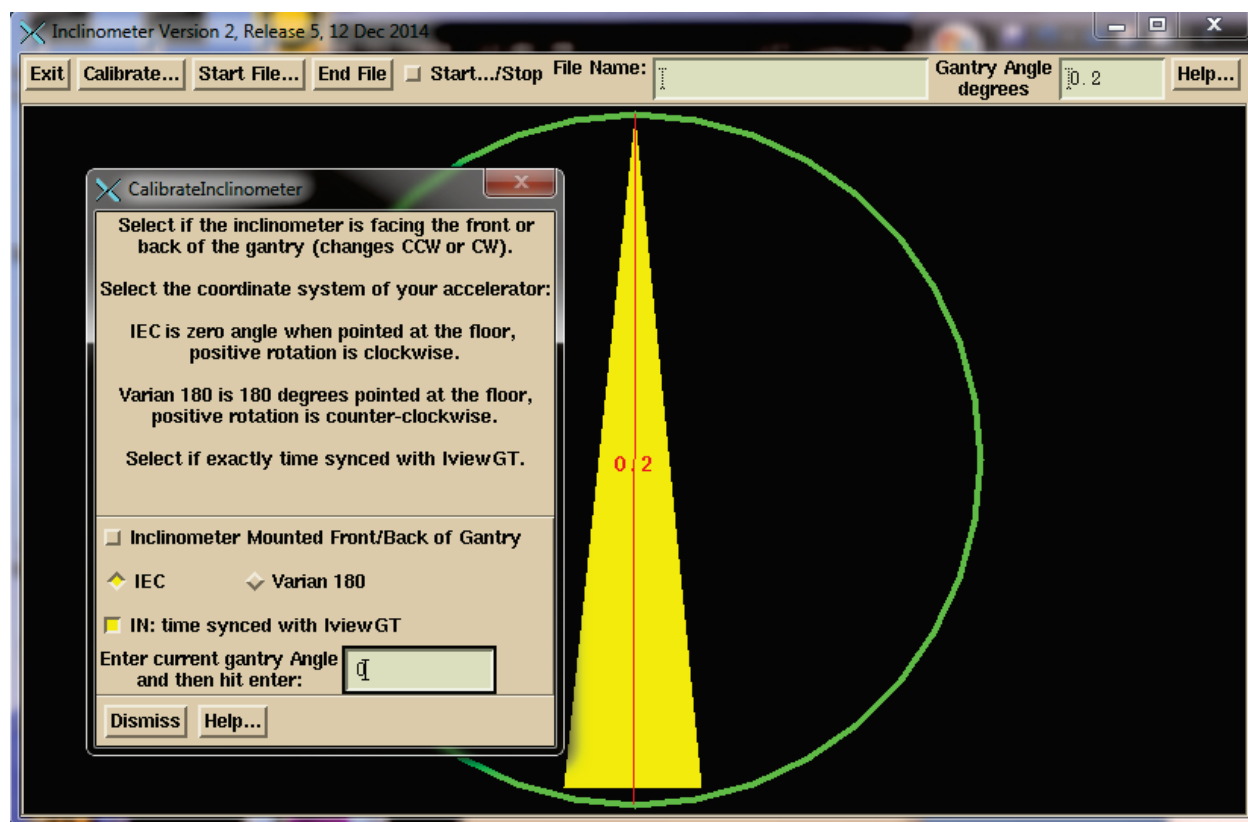 Inclinometer Version 2, Release 5, 12 Dec 2014
Exit Calibrate... Start File... End File Start.../Stop File Name: Gantry Angle degrees 0.2 Help...
CalibrateInclinometer
Select if the inclinometer is facing the front or
back of the gantry (changes CCW or CW).
Select the coordinate system of your accelerator:
IEC is zero angle when pointed at the floor,
positive rotation is clockwise.
Varian 180 is 180 degrees pointed at the floor,
positive rotation is counter-clockwise.
Select if exactly time synced with IviewGT.
Inclinometer Mounted Front/Back of Gantry
IEC Varian 180
IN: time synced with IviewGT
Enter current gantry Angle
and then hit enter: 0
Dismiss Help...
0.2